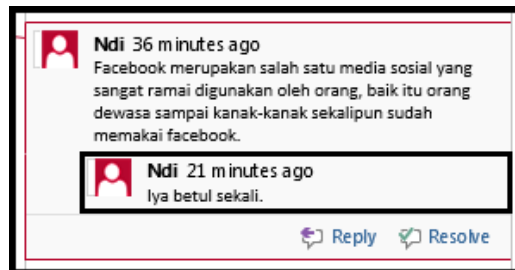 Ndi 36 minutes ago
Facebook merupakan salah satu media sosial yang
sangat ramai digunakan oleh orang, baik itu orang
dewasa sampai kanak-kanak sekalipun sudah
memakai facebook.
Ndi 21 minutes ago
Iya betul sekali.
Reply Resolve